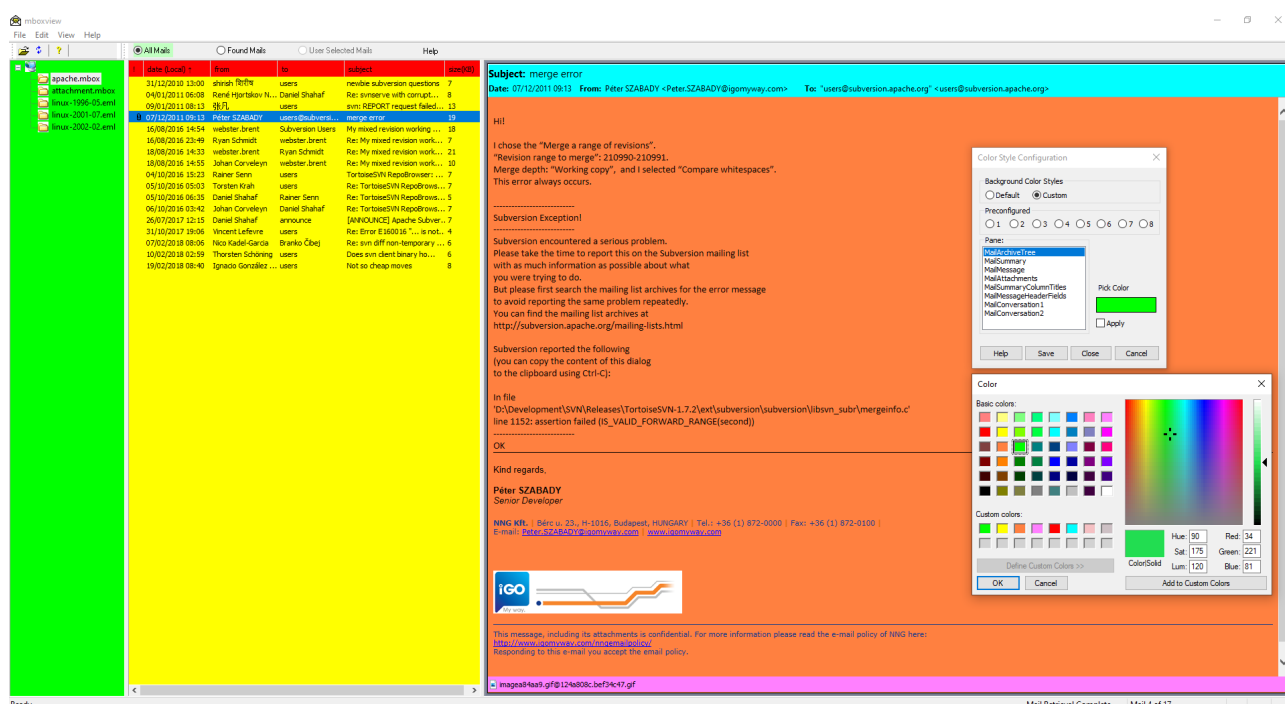 mboxview
File Edit View Help
All Mails Found Mails User Selected Mails Help
apache.mbox
attachment.mbox
linux-1996-05.eml
linux-2001-07.eml
linux-2002-02.eml
! date (Local) from to subject size(KB)
31/12/2010 13:00 shirish शिरीष users newbie subversion questions 7
04/01/2011 06:08 René Hjortskov N... Daniel Shahaf Re: svnserve with corrupt... 8
09/01/2011 08:13 张凡 users svn: REPORT request failed... 13
07/12/2011 09:13 Péter SZABADY users@subversi... merge error 19
16/08/2016 14:54 webster.brent Subversion Users My mixed revision working ... 18
16/08/2016 23:49 Ryan Schmidt webster.brent Re: My mixed revision work... 7
18/08/2016 14:33 webster.brent Ryan Schmidt Re: My mixed revision work... 21
18/08/2016 14:55 Johan Corveleyn webster.brent Re: My mixed revision work... 10
04/10/2016 15:23 Rainer Senn users TortoiseSVN RepoBrowser: ... 7
05/10/2016 05:03 Torsten Krah users Re: TortoiseSVN RepoBrows... 7
05/10/2016 06:35 Daniel Shahaf Rainer Senn Re: TortoiseSVN RepoBrows... 5
06/10/2016 03:42 Johan Corveleyn Daniel Shahaf Re: TortoiseSVN RepoBrows... 7
26/07/2017 12:15 Daniel Shahaf announce [ANNOUNCE] Apache Subver... 7
31/10/2017 19:06 Vincent Lefevre users Re: Error E160016 "... is not... 4
07/02/2018 08:06 Nico Kadel-Garcia Branko Čibej Re: svn diff non-temporary ... 6
10/02/2018 02:59 Thorsten Schöning users Does svn client binary ho... 6
19/02/2018 08:40 Ignacio González ... users Not so cheap moves 8
Subject: merge error
Date: 07/12/2011 09:13 From: Péter SZABADY <Peter.SZABADY@igomyway.com> To: "users@subversion.apache.org" <users@subversion.apache.org>
Hi!
I chose the “Merge a range of revisions”.
“Revision range to merge”: 210990-210991.
Merge depth: “Working copy”, and I selected “Compare whitespaces”.
This error always occurs.
---------------------------
Subversion Exception!
---------------------------
Subversion encountered a serious problem.
Please take the time to report this on the Subversion mailing list
with as much information as possible about what
you were trying to do.
But please first search the mailing list archives for the error message
to avoid reporting the same problem repeatedly.
You can find the mailing list archives at
http://subversion.apache.org/mailing-lists.html
Subversion reported the following
(you can copy the content of this dialog
to the clipboard using Ctrl-C):
In file
'D:\Development\SVN\Releases\TortoiseSVN-1.7.2\ext\subversion\subversion\libsvn_subr\mergeinfo.c'
line 1152: assertion failed (IS_VALID_FORWARD_RANGE(second))
---------------------------
OK
Kind regards,
Péter SZABADY
Senior Developer
NNG Kft. | Bérc u. 23., H-1016, Budapest, HUNGARY | Tel.: +36 (1) 872-0000 | Fax: +36 (1) 872-0100 |
E-mail: Peter.SZABADY@igomyway.com | www.igomyway.com
iGO
My way.
This message, including its attachments is confidential. For more information please read the e-mail policy of NNG here:
http://www.igomyway.com/nngemailpolicy/
Responding to this e-mail you accept the email policy.
imagea84aa9.gif@124a808c.bef34c47.gif
Color Style Configuration
Background Color Styles
Default Custom
Preconfigured
1 2 3 4 5 6 7 8
Pane:
MailArchiveTree
MailSummary
MailMessage
MailAttachments
MailSummaryColumnTitles
MailMessageHeaderFields
MailConversation1
MailConversation2
Pick Color
Apply
Help Save Close Cancel
Color
Basic colors:
Custom colors:
Define Custom Colors >>
OK Cancel
Color|Solid
Hue: 90 Red: 34
Sat: 175 Green: 221
Lum: 120 Blue: 81
Add to Custom Colors
Ready Mail Retrieval Complete Mail 4 of 17